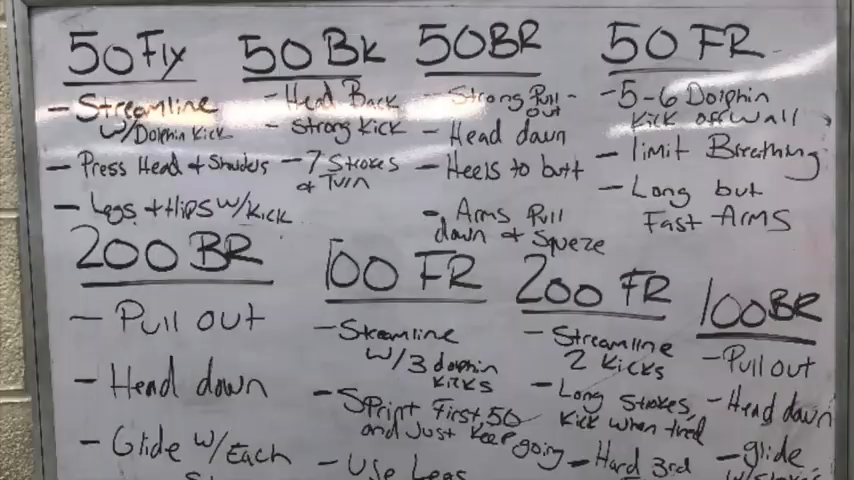 50 Fly
- Streamline
w/Dolphin Kick
- Press Head + Shoulders
- Legs + Hips w/Kick
50 Bk
- Head Back
- Strong Kick
- 7 Strokes
+ Turn
50 BR
- Strong Pull -
out
- Head down
- Heels to butt
- Arms Pull
down + Squeze
50 FR
- 5-6 Dolphin
Kick off Wall
- limit Breathing
- Long but
Fast Arms
200 BR
- Pull out
- Head down
- Glide w/Each
100 FR
- Steamline
w/3 dolphin
kicks
- Sprint First 50
and Just Keep going
- Use Legs
200 FR
- Streamline
2 Kicks
- Long Strokes,
Kick when tired
- Hard 3rd
100 BR
- Pull out
- Head down
- glide